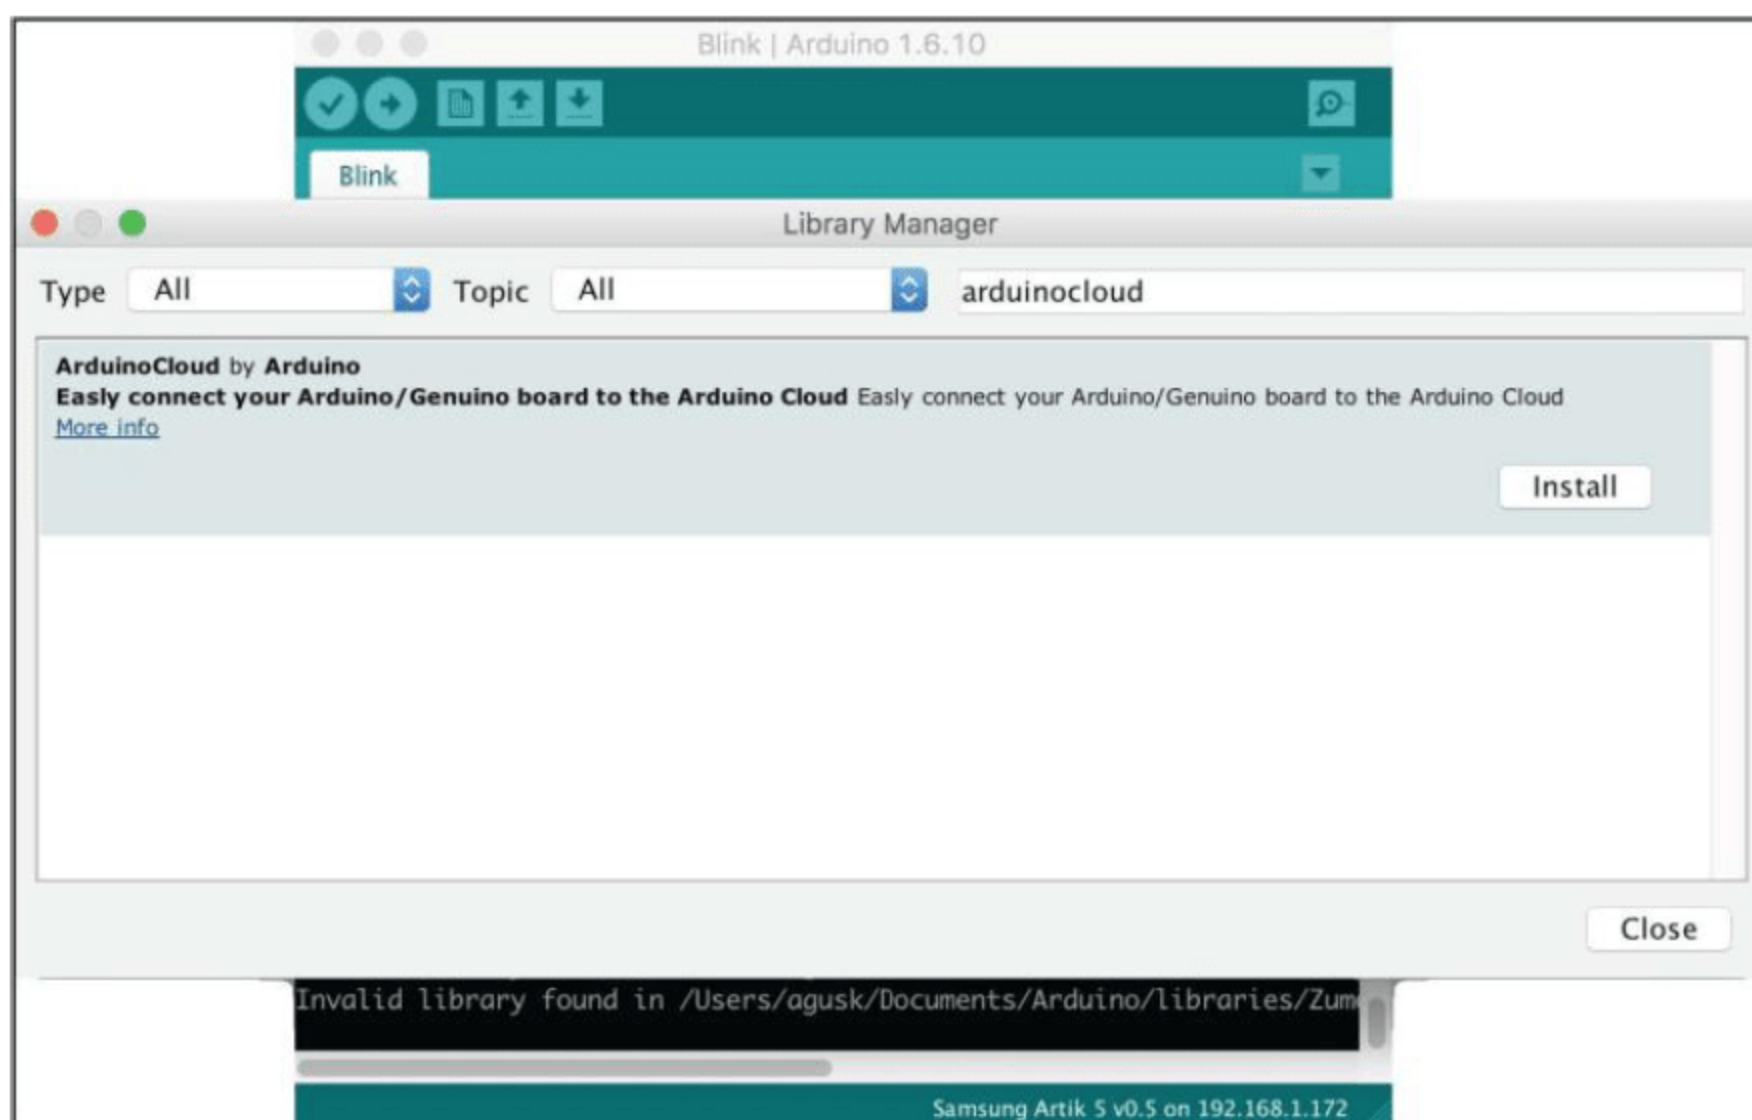 Blink | Arduino 1.6.10
Blink
Library Manager
Type All Topic All arduinocloud
ArduinoCloud by Arduino
Easly connect your Arduino/Genuino board to the Arduino Cloud Easly connect your Arduino/Genuino board to the Arduino Cloud
More info
Install
Close
Invalid library found in /Users/agusk/Documents/Arduino/libraries/Zum
Samsung Artik 5 v0.5 on 192.168.1.172